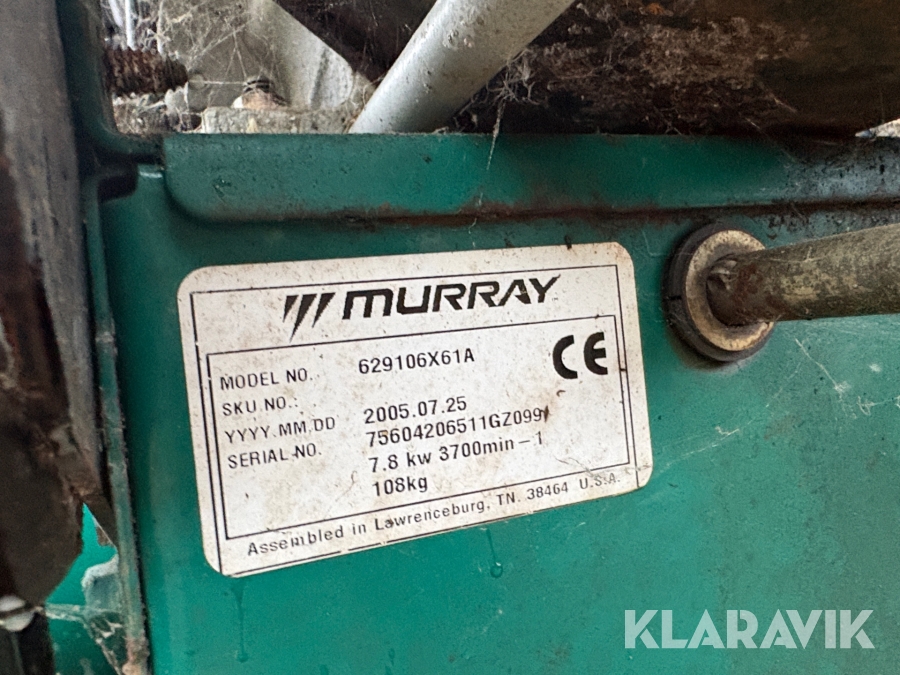 MURRAY
MODEL NO. 629106X61A
CE
SKU NO.:
YYYY.MM.DD 2005.07.25
SERIAL NO. 75604206511GZ099
7.8 kw 3700min-1
108kg
Assembled in Lawrenceburg, TN. 38464 U.S.A.
KLARAVIK